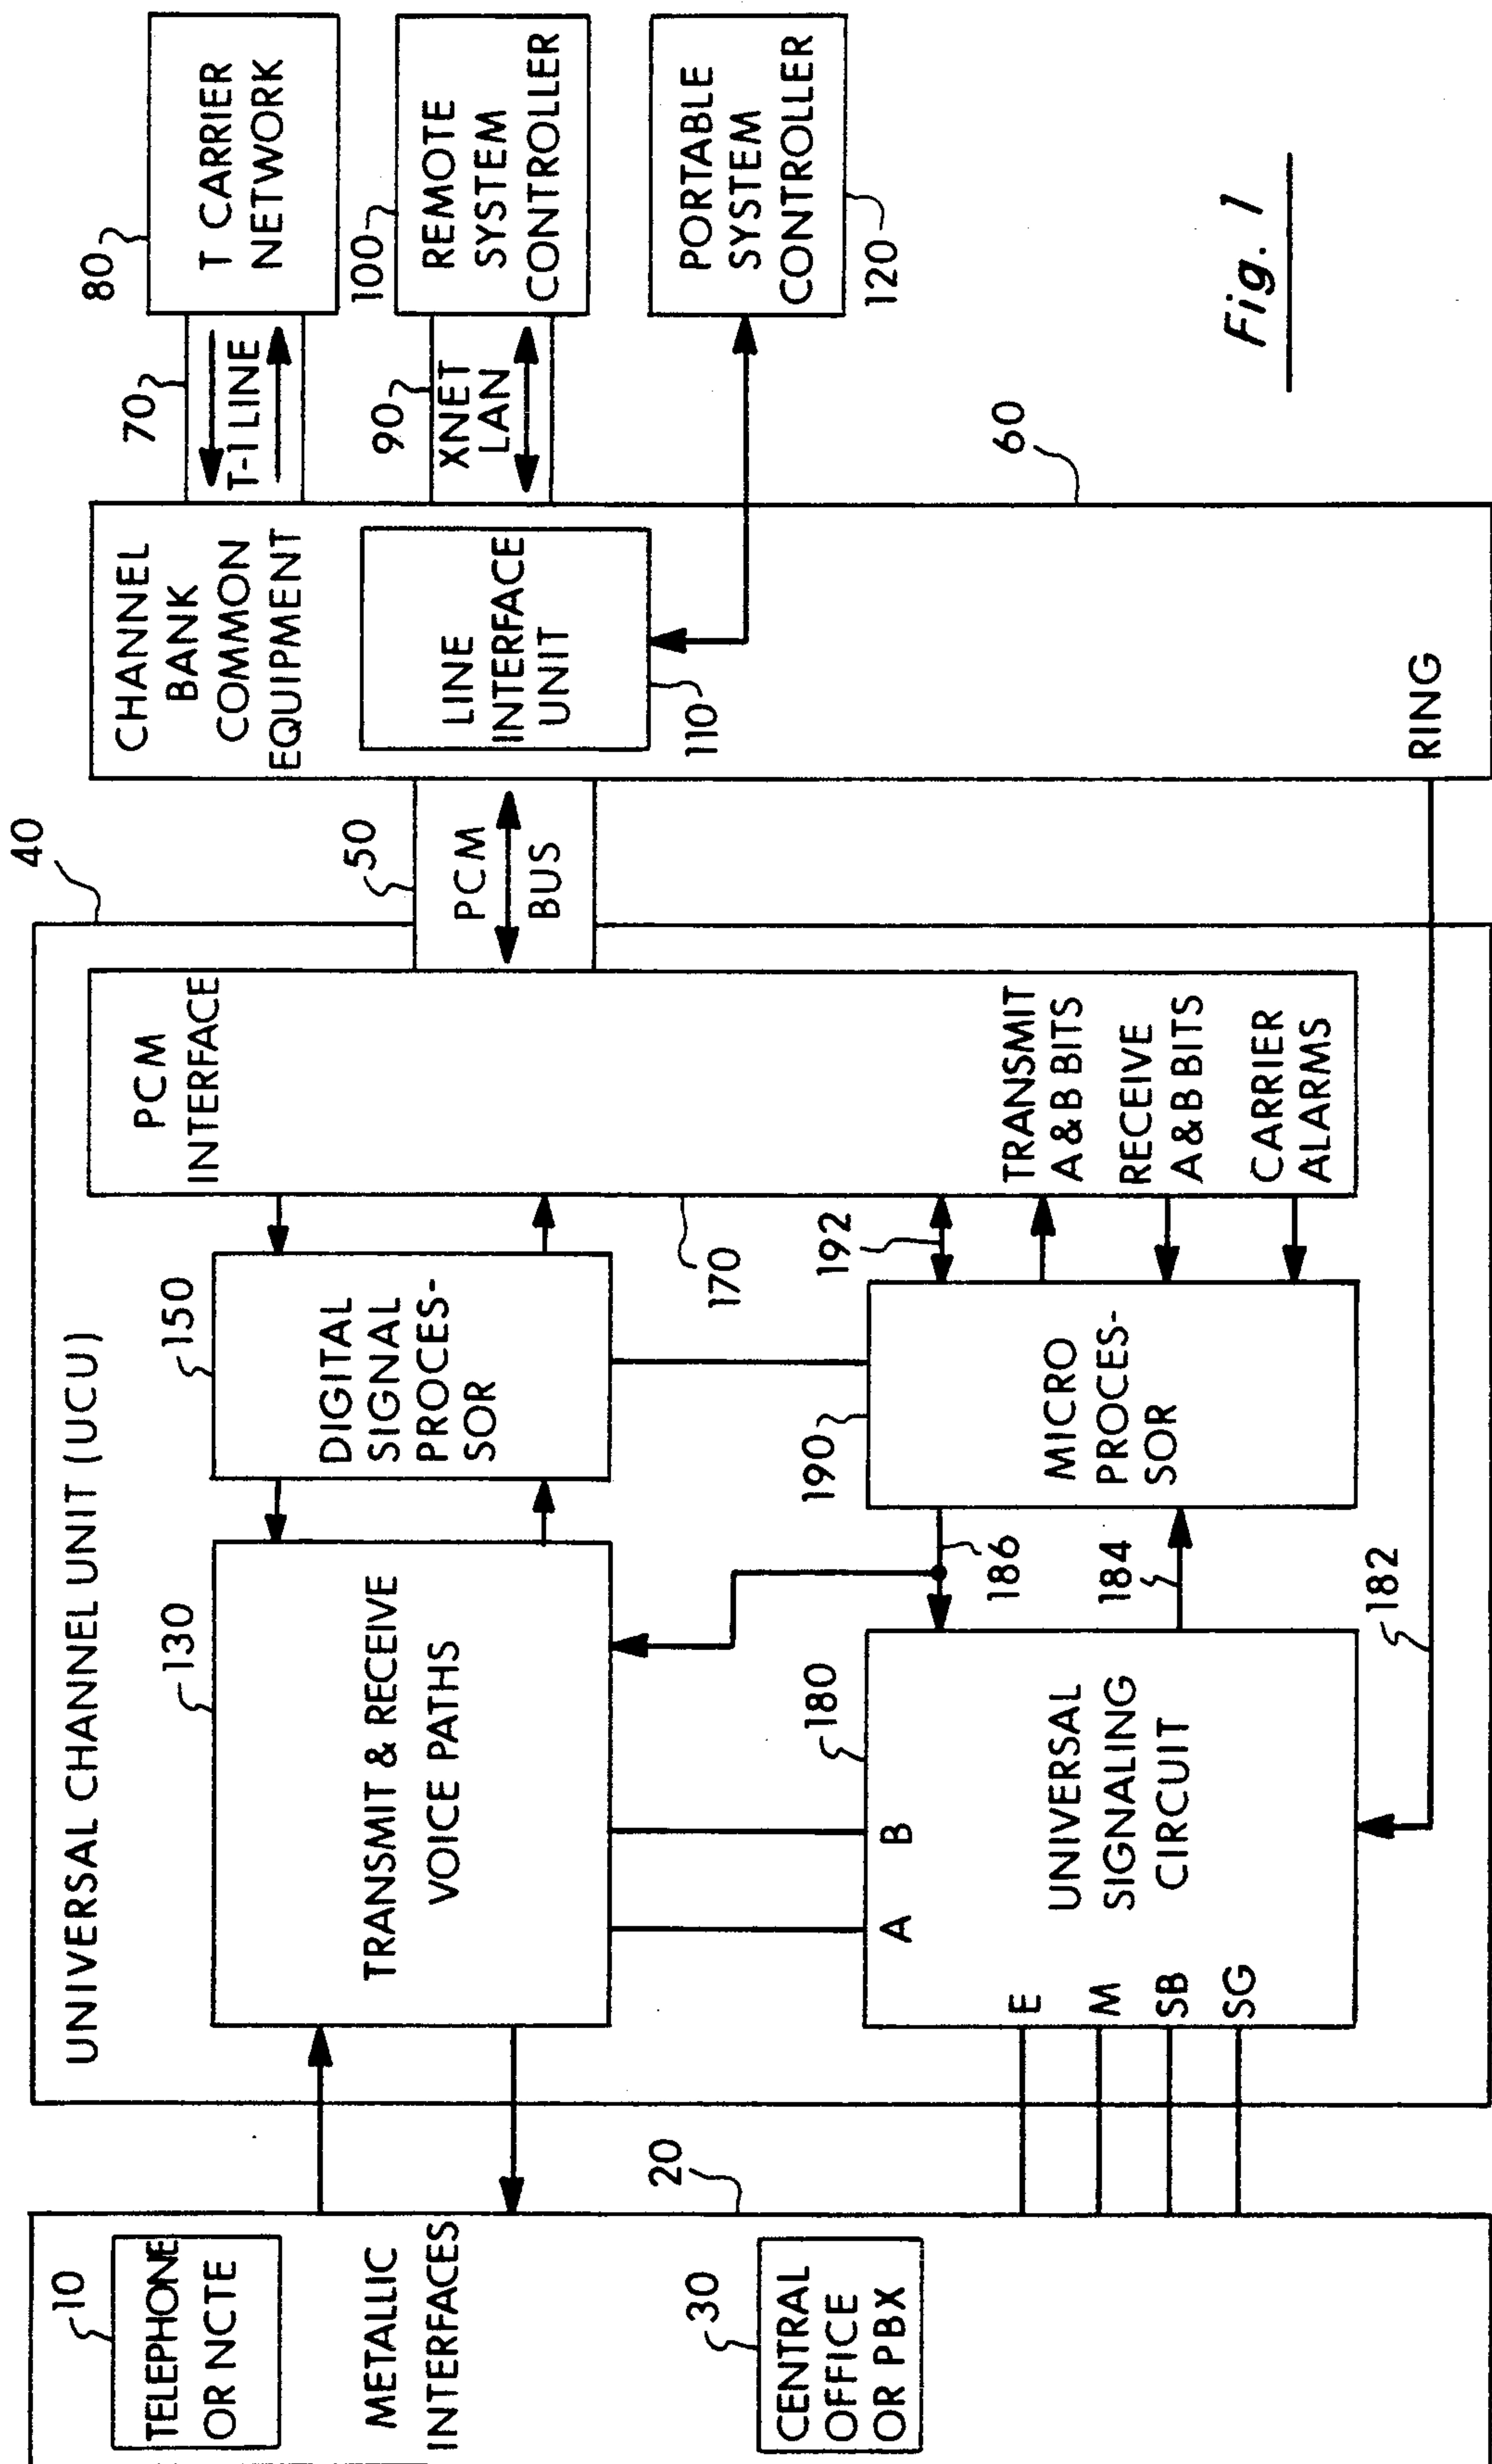 10
TELEPHONE
OR NCTE
METALLIC
INTERFACES
30
CENTRAL
OFFICE
OR PBX
20
UNIVERSAL CHANNEL UNIT (UCU)
40
130
TRANSMIT & RECEIVE
VOICE PATHS
150
DIGITAL
SIGNAL
PROCES-
SOR
PCM
INTERFACE
170
TRANSMIT
A & B BITS
RECEIVE
A & B BITS
CARRIER
ALARMS
A
B
E
M
SB
SG
180
UNIVERSAL
SIGNALING
CIRCUIT
186
184
182
190
MICRO
PROCES-
SOR
192
50
PCM
BUS
CHANNEL
BANK
COMMON
EQUIPMENT
LINE
INTERFACE
UNIT
110
RING
60
70
T-1 LINE
80
T CARRIER
NETWORK
90
XNET
LAN
100
REMOTE
SYSTEM
CONTROLLER
PORTABLE
SYSTEM
CONTROLLER
120
Fig. 1